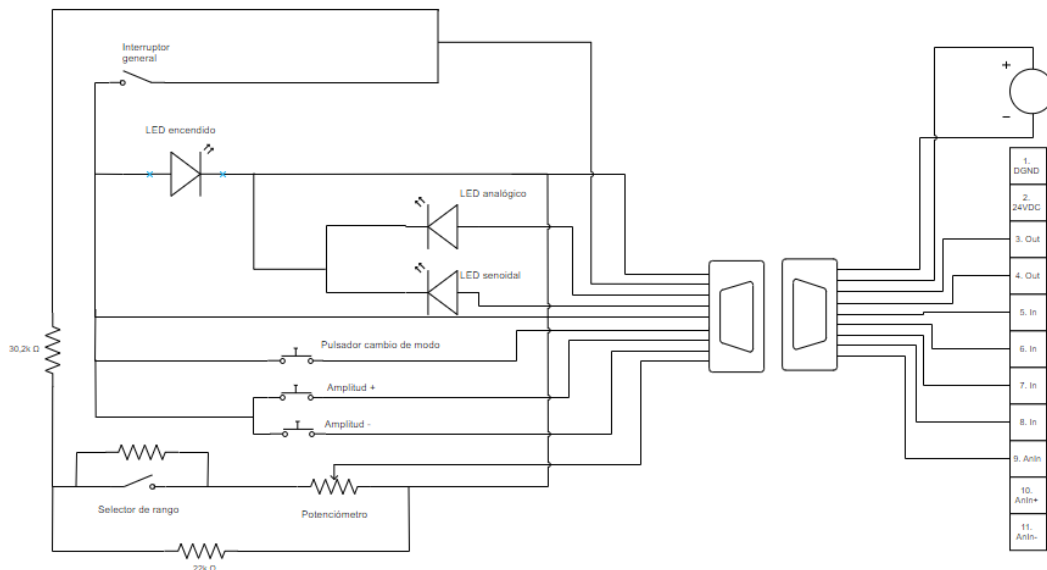 Interruptor
general
LED encendido
LED analógico
LED senoidal
30,2k Ω
Pulsador cambio de modo
Amplitud +
Amplitud -
Selector de rango
Potenciómetro
22k Ω
+
−
1.
DGND
2.
24VDC
3. Out
4. Out
5. In
6. In
7. In
8. In
9. AnIn
10.
AnIn+
11.
AnIn-